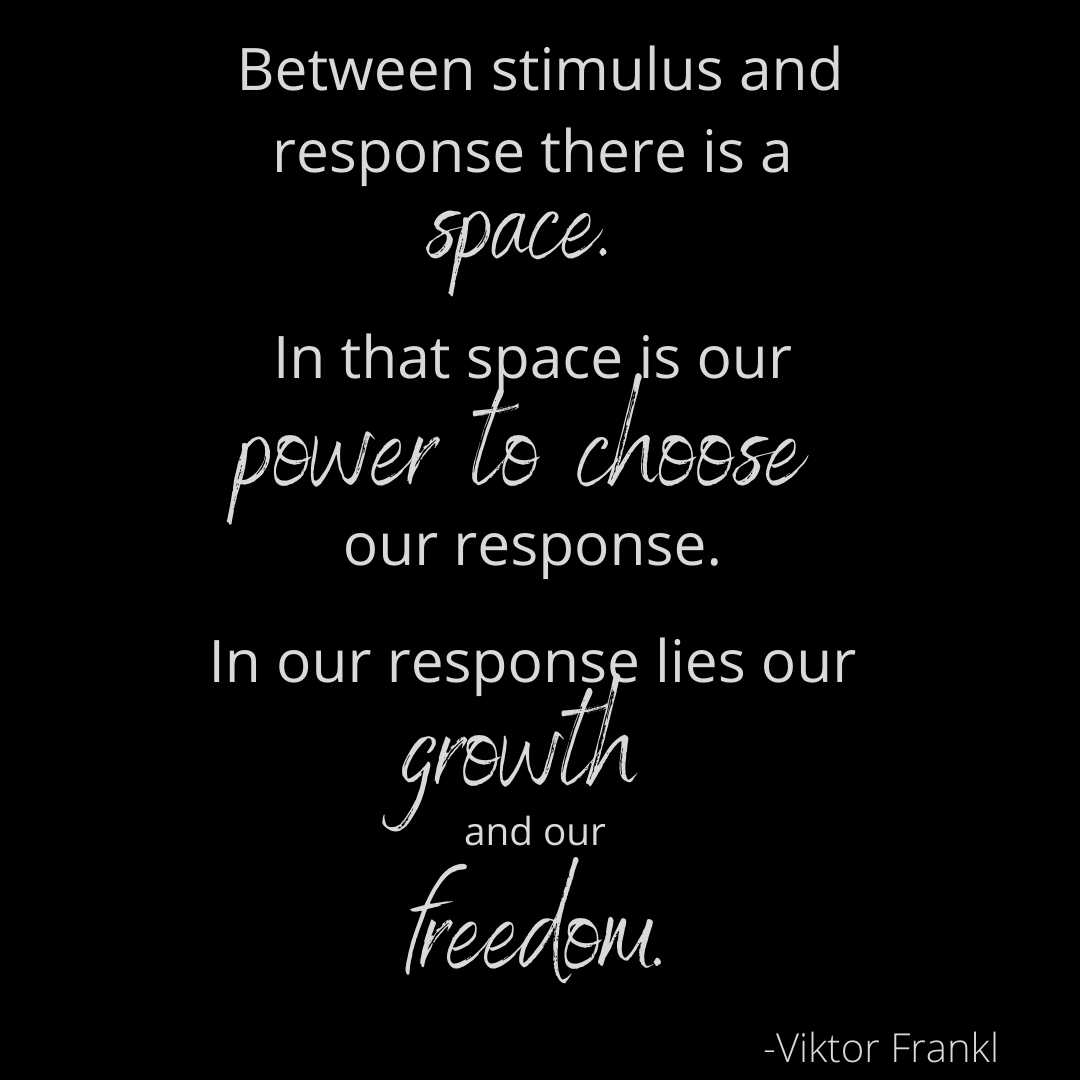 Between stimulus and
response there is a
space.
In that space is our
power to choose
our response.
In our response lies our
growth
and our
freedom.
-Viktor Frankl